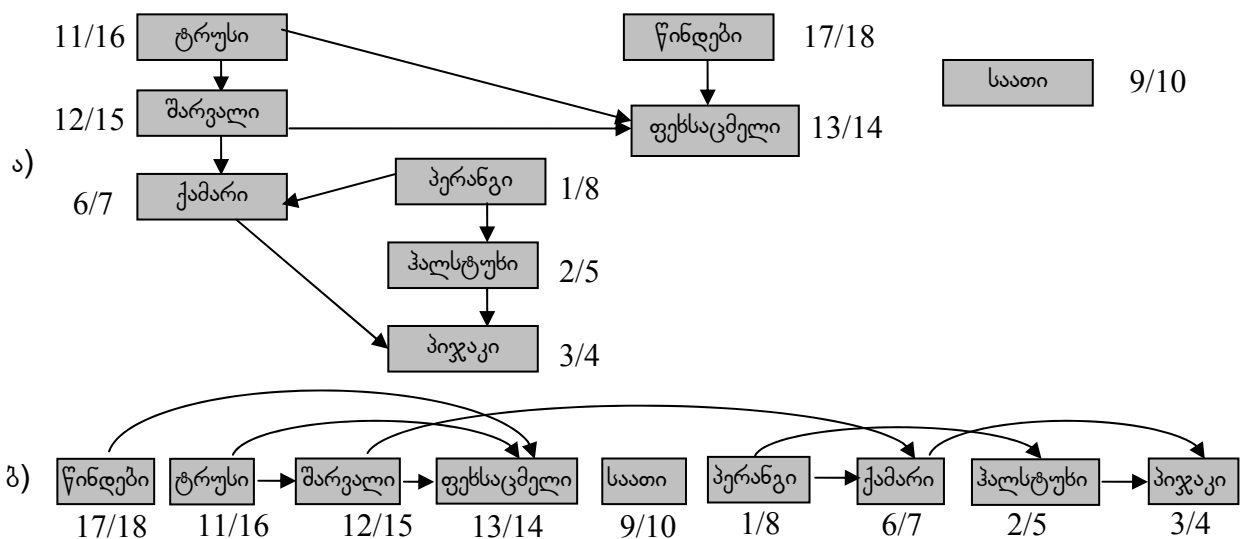 11/16 ტრუსი წინდები 17/18
საათი 9/10
12/15 შარვალი ფეხსაცმელი 13/14
ა)
6/7 ქამარი პერანგი 1/8
ჰალსტუხი 2/5
პიჯაკი 3/4
ბ) წინდები ტრუსი შარვალი ფეხსაცმელი საათი პერანგი ქამარი ჰალსტუხი პიჯაკი
17/18 11/16 12/15 13/14 9/10 1/8 6/7 2/5 3/4